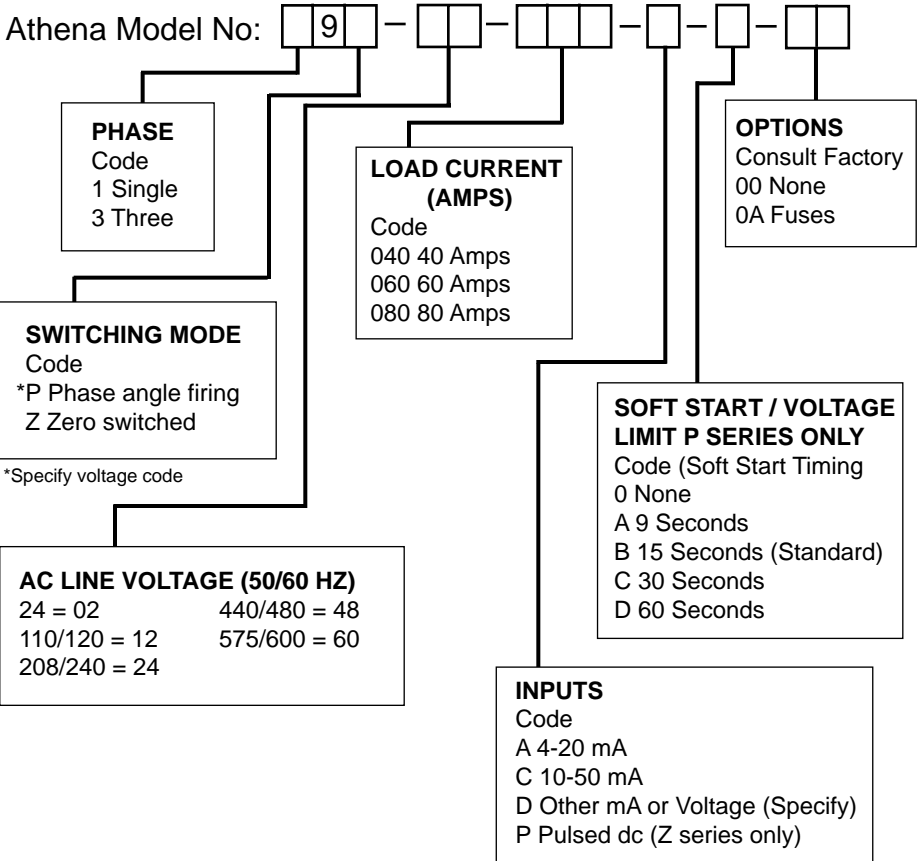 Athena Model No: 9 – – – – –
PHASE
Code
1 Single
3 Three
LOAD CURRENT
(AMPS)
Code
040 40 Amps
060 60 Amps
080 80 Amps
OPTIONS
Consult Factory
00 None
0A Fuses
SWITCHING MODE
Code
*P Phase angle firing
Z Zero switched
*Specify voltage code
SOFT START / VOLTAGE
LIMIT P SERIES ONLY
Code (Soft Start Timing
0 None
A 9 Seconds
B 15 Seconds (Standard)
C 30 Seconds
D 60 Seconds
AC LINE VOLTAGE (50/60 HZ)
24 = 02 440/480 = 48
110/120 = 12 575/600 = 60
208/240 = 24
INPUTS
Code
A 4-20 mA
C 10-50 mA
D Other mA or Voltage (Specify)
P Pulsed dc (Z series only)